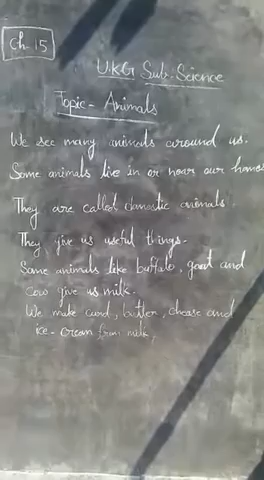 Ch. 15
U.K.G Sub. Science
Topic - Animals
We see many animals around us.
Some animals live in or near our homes
They are called domestic animals.
They give us useful things.
Some animals like buffalo, goat and
cow give us milk.
We make curd, butter, cheese and
ice-cream from milk,